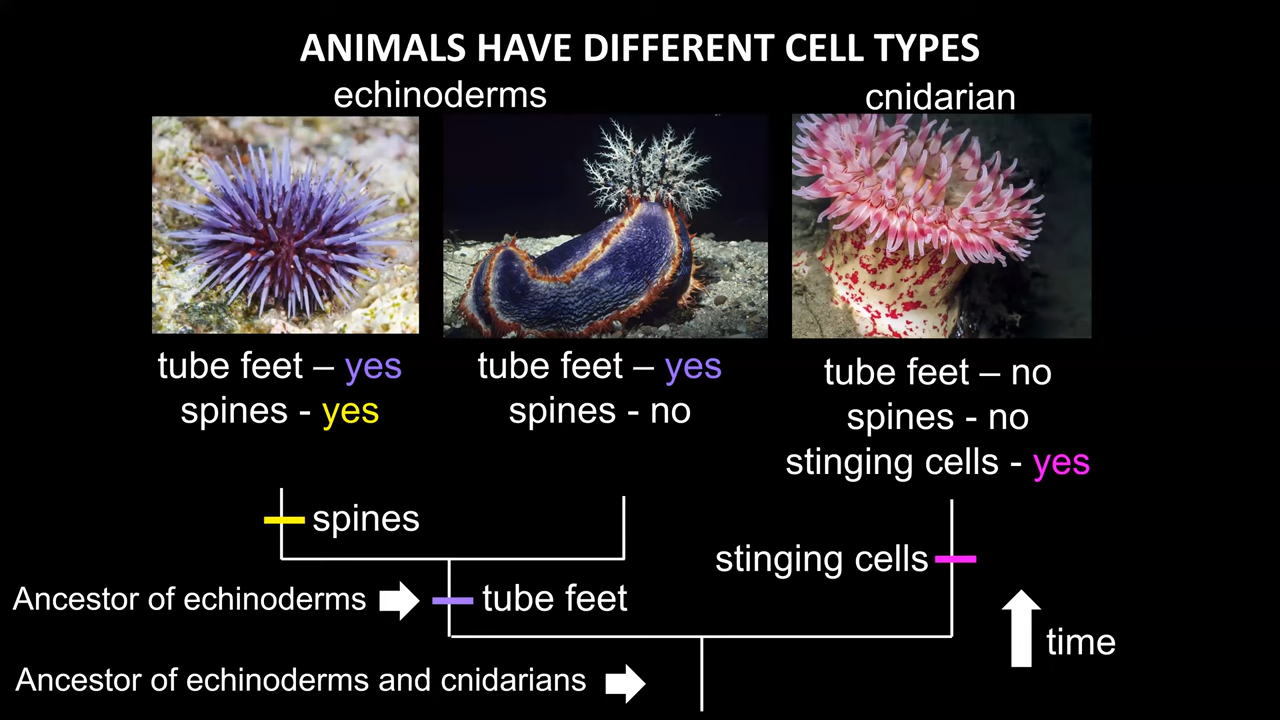 ANIMALS HAVE DIFFERENT CELL TYPES
echinoderms
cnidarian
tube feet – yes
spines - yes
tube feet – yes
spines - no
tube feet – no
spines - no
stinging cells - yes
spines
stinging cells
Ancestor of echinoderms
tube feet
time
Ancestor of echinoderms and cnidarians